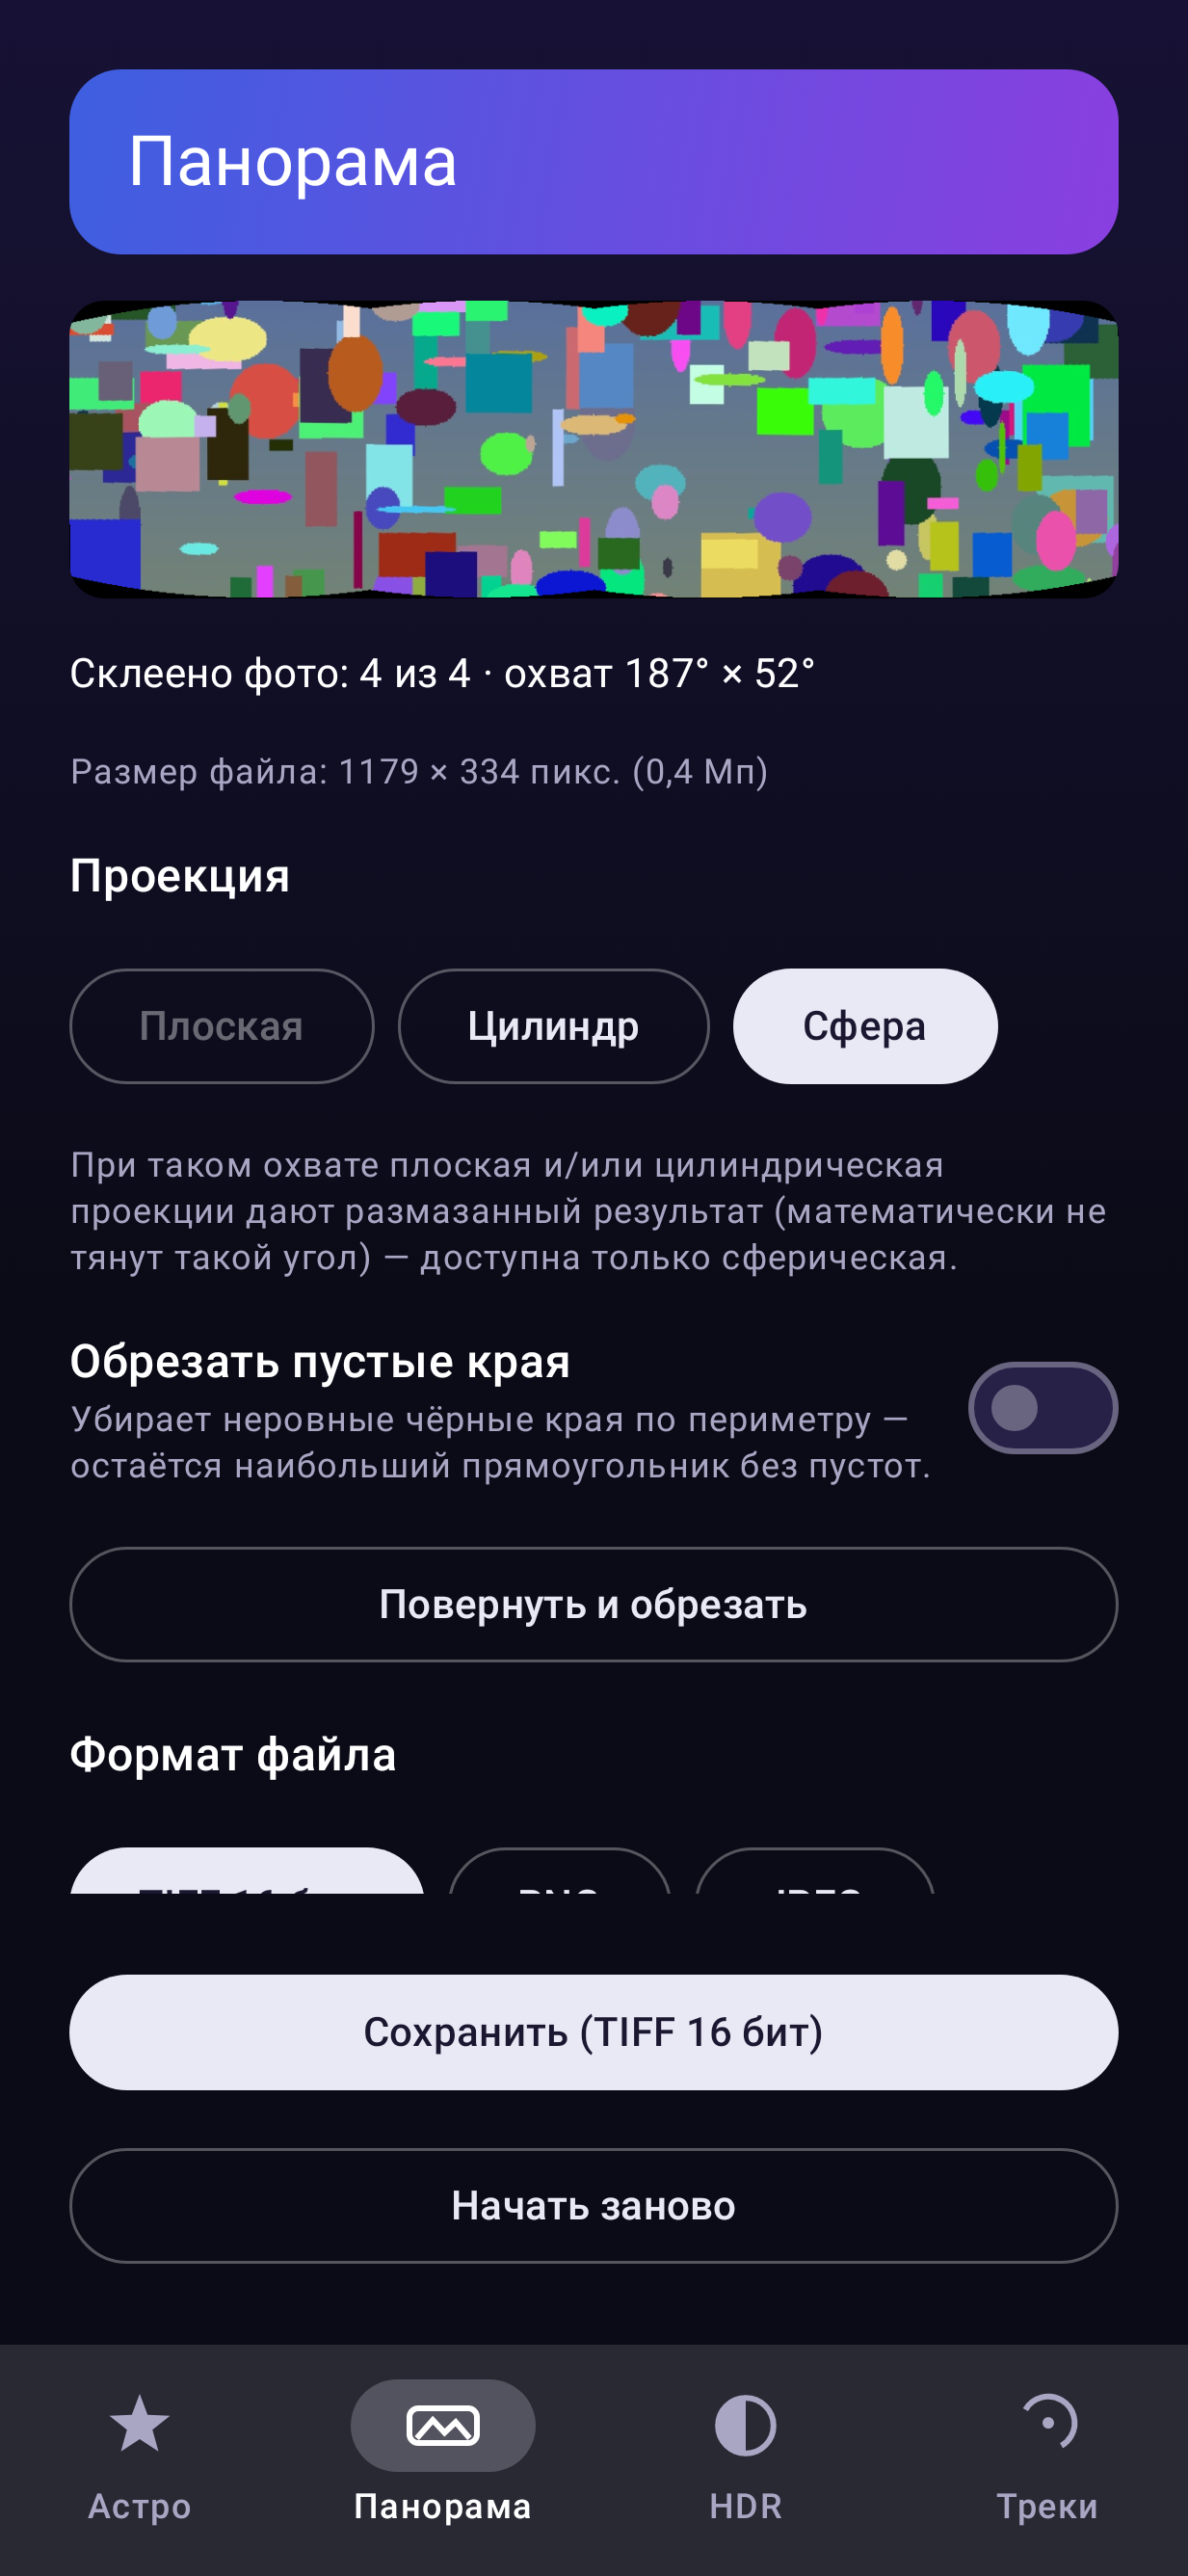 Панорама
Склеено фото: 4 из 4 · охват 187° × 52°
Размер файла: 1179 × 334 пикс. (0,4 Мп)
Проекция
Плоская
Цилиндр
Сфера
При таком охвате плоская и/или цилиндрическая
проекции дают размазанный результат (математически не
тянут такой угол) — доступна только сферическая.
Обрезать пустые края
Убирает неровные чёрные края по периметру —
остаётся наибольший прямоугольник без пустот.
Повернуть и обрезать
Формат файла
Сохранить (TIFF 16 бит)
Начать заново
Астро
Панорама
HDR
Треки